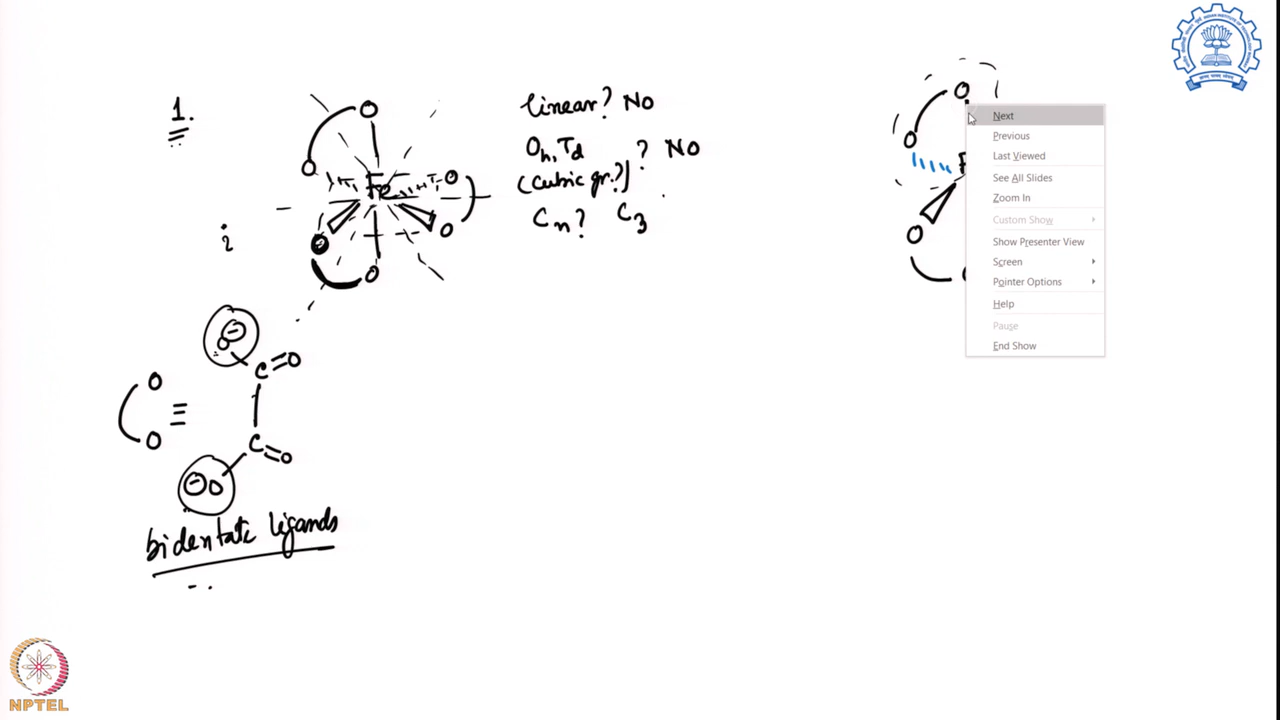 1.
linear? No
Oh, Td ? No
(cubic gr.?)
Cn? C3
O
O
Fe
O
O
O
O
i
O
O
≡
⊖
O
C=O
C=O
⊖O
bidentate ligands
O
O
F
O
Next
Previous
Last Viewed
See All Slides
Zoom In
Custom Show
Show Presenter View
Screen
Pointer Options
Help
Pause
End Show
NPTEL